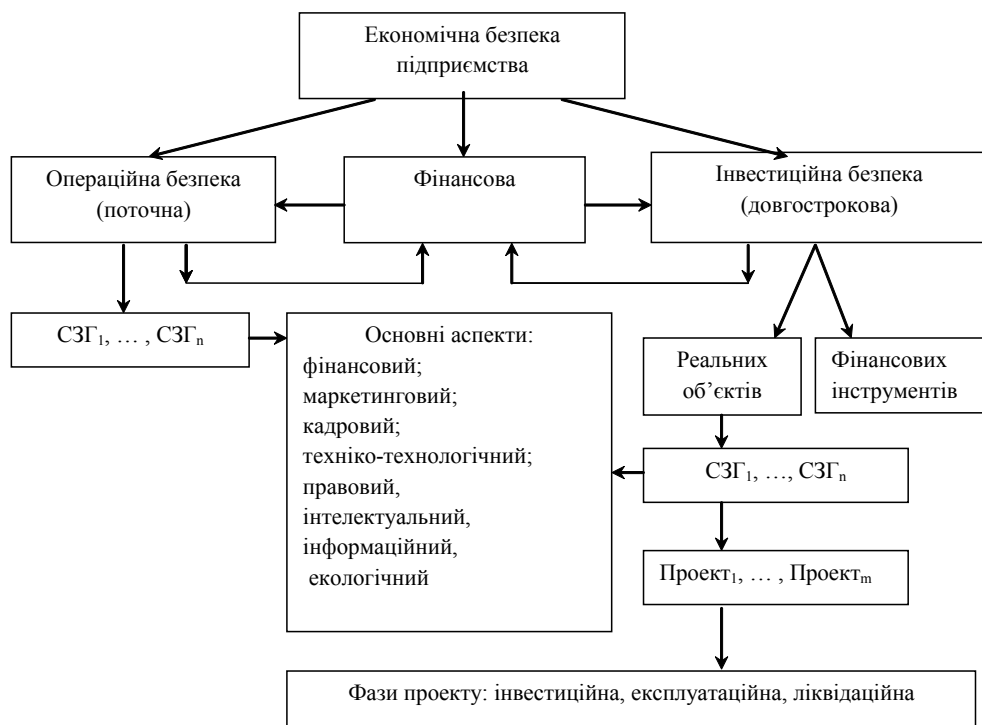 Економічна безпека
підприємства
Операційна безпека
(поточна)
Фінансова
Інвестиційна безпека
(довгострокова)
СЗГ₁, … , СЗГₙ
Основні аспекти:
фінансовий;
маркетинговий;
кадровий;
техніко-технологічний;
правовий,
інтелектуальний,
інформаційний,
екологічний
Реальних
об’єктів
Фінансових
інструментів
СЗГ₁, …, СЗГₙ
Проект₁, … , Проектₘ
Фази проекту: інвестиційна, експлуатаційна, ліквідаційна